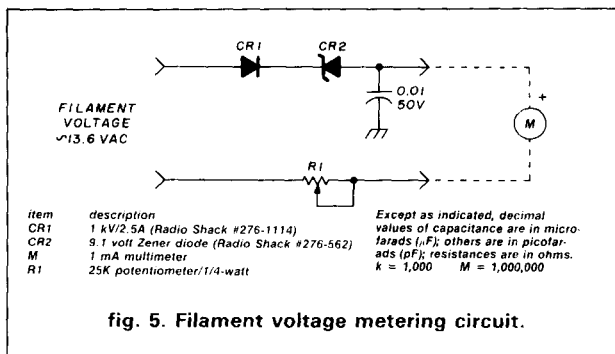 CR1 CR2
0.01
50V
+
M
FILAMENT
VOLTAGE
~13.6 VAC
R1
item description
CR1 1 kV/2.5A (Radio Shack #276-1114)
CR2 9.1 volt Zener diode (Radio Shack #276-562)
M 1 mA multimeter
R1 25K potentiometer/1/4-watt
Except as indicated, decimal
values of capacitance are in micro-
farads (μF); others are in picofar-
ads (pF); resistances are in ohms.
k = 1,000 M = 1,000,000
fig. 5. Filament voltage metering circuit.